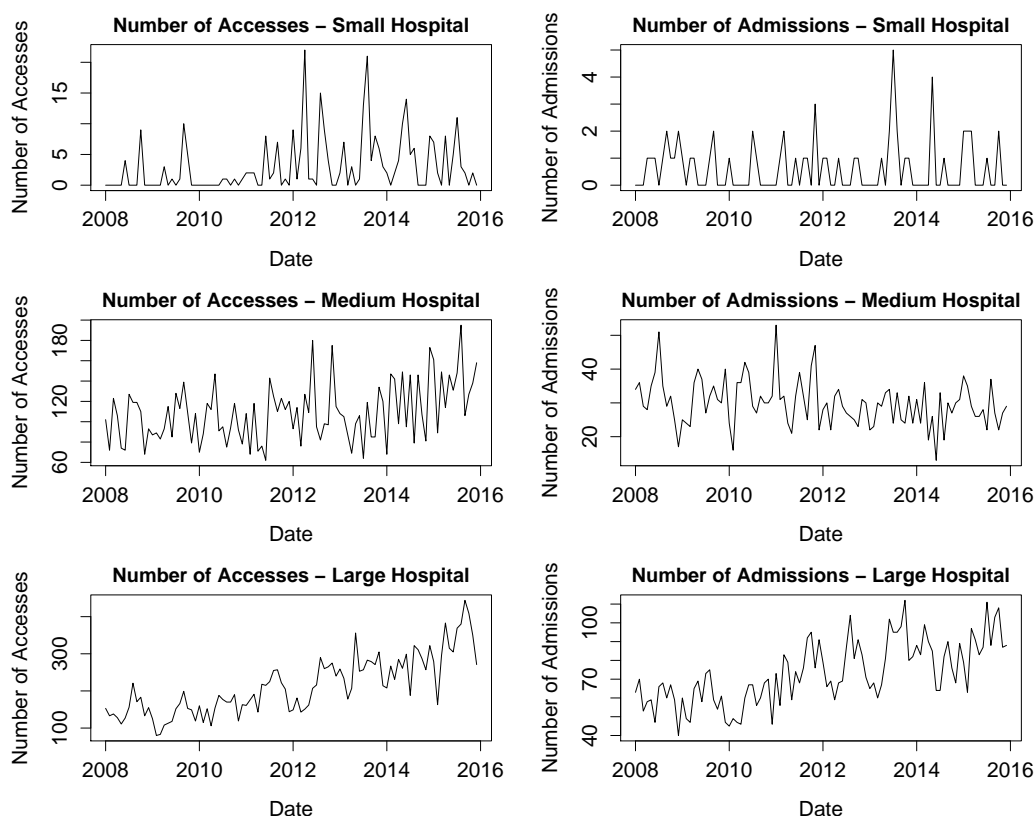 Number of Accesses – Small Hospital
Number of Accesses
0 5 15
2008 2010 2012 2014 2016
Date
Number of Admissions – Small Hospital
Number of Admissions
0 2 4
2008 2010 2012 2014 2016
Date
Number of Accesses – Medium Hospital
Number of Accesses
60 120 180
2008 2010 2012 2014 2016
Date
Number of Admissions – Medium Hospital
Number of Admissions
20 40
2008 2010 2012 2014 2016
Date
Number of Accesses – Large Hospital
Number of Accesses
100 300
2008 2010 2012 2014 2016
Date
Number of Admissions – Large Hospital
Number of Admissions
40 70 100
2008 2010 2012 2014 2016
Date